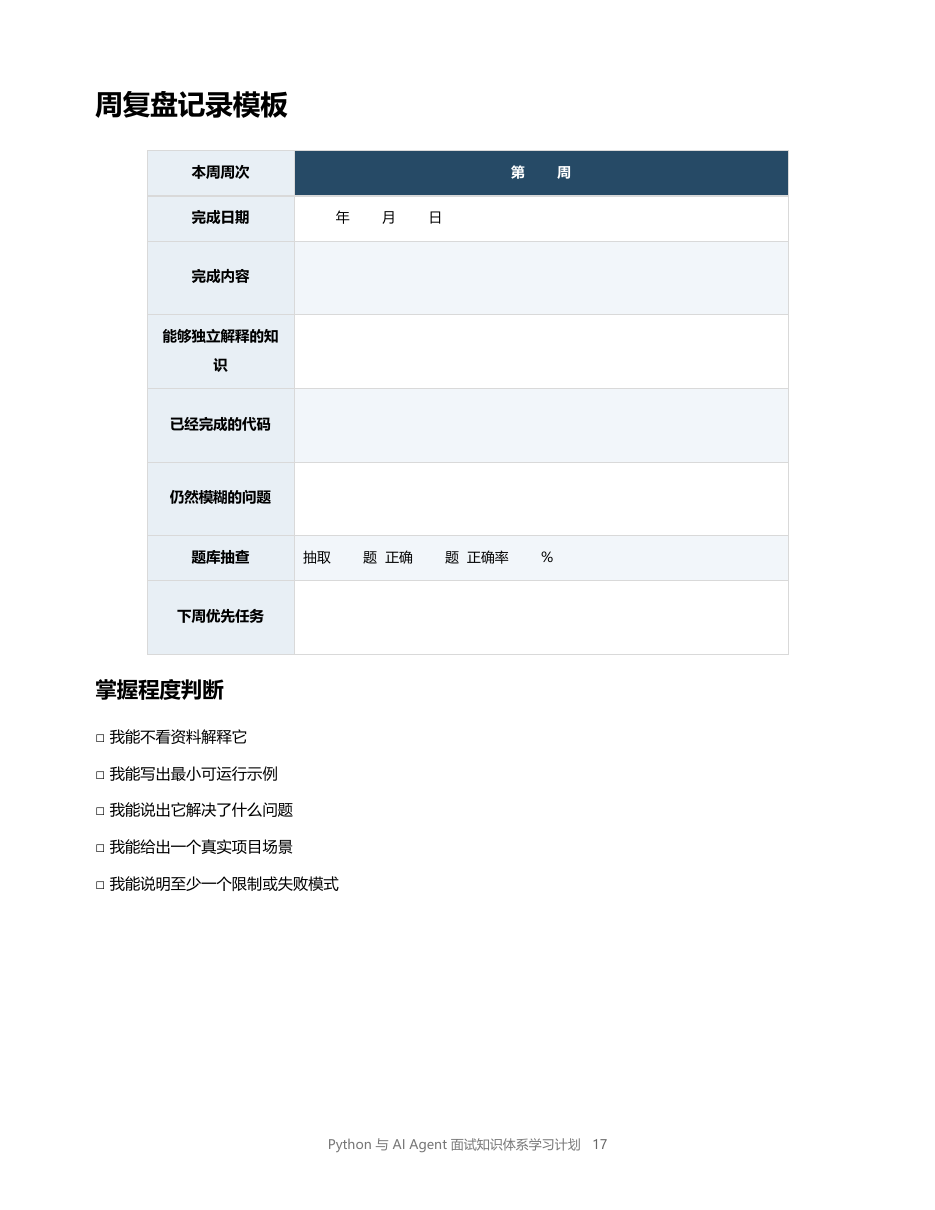 周复盘记录模板
本周周次 第 周
完成日期 年 月 日
完成内容
能够独立解释的知
识
已经完成的代码
仍然模糊的问题
题库抽查 抽取 题 正确 题 正确率 %
下周优先任务
掌握程度判断
□ 我能不看资料解释它
□ 我能写出最小可运行示例
□ 我能说出它解决了什么问题
□ 我能给出一个真实项目场景
□ 我能说明至少一个限制或失败模式
Python 与 AI Agent 面试知识体系学习计划 17